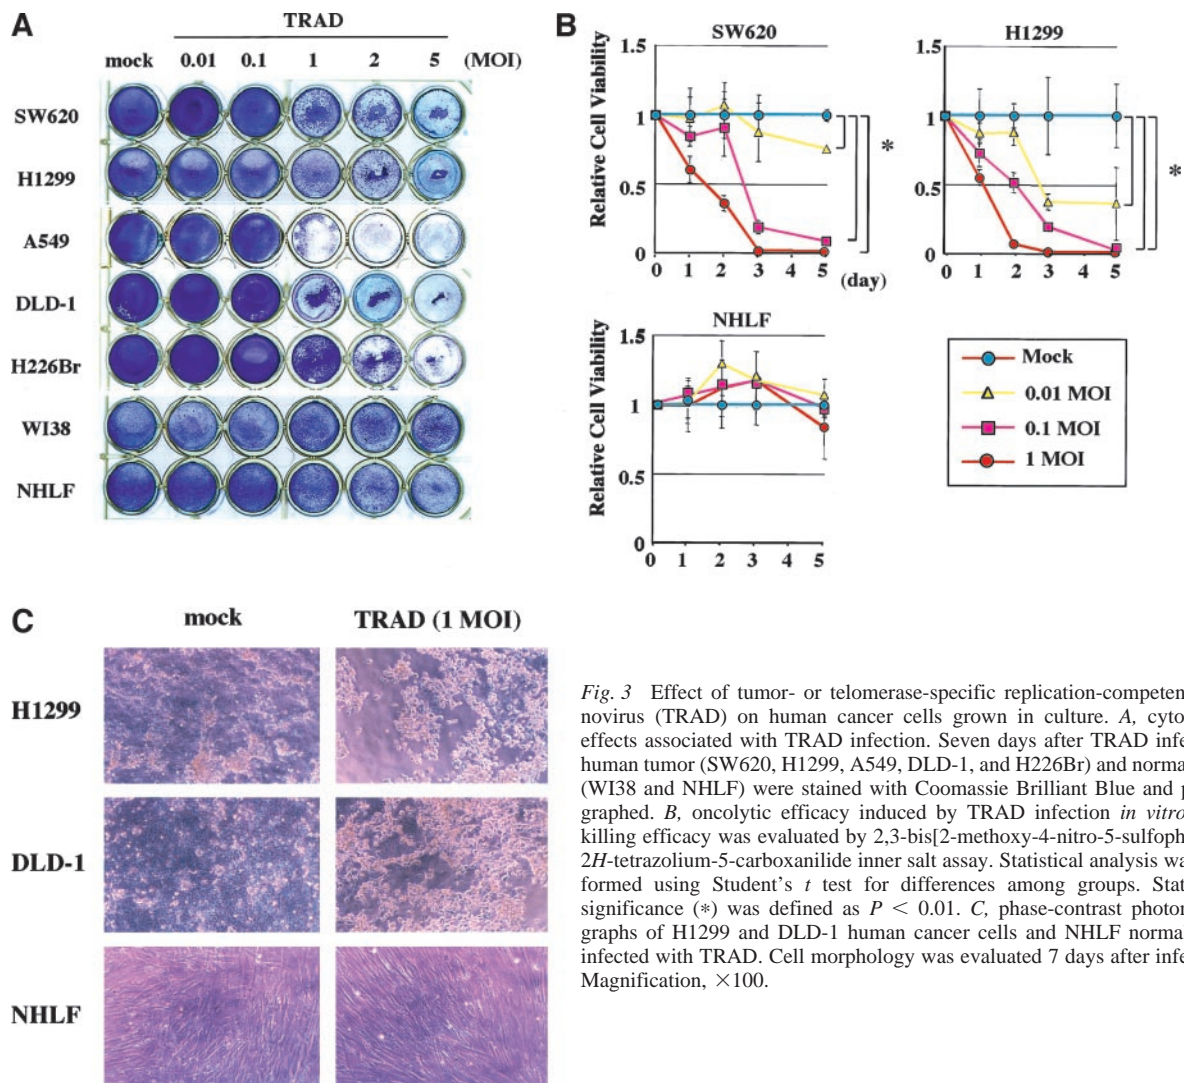 A
TRAD
mock 0.01 0.1 1 2 5 (MOI)
SW620
H1299
A549
DLD-1
H226Br
WI38
NHLF
B
SW620
Relative Cell Viability
1.5
1
0.5
0
0 1 2 3 4 5
(day)
*
H1299
1.5
1
0.5
0
0 1 2 3 4 5
*
NHLF
Relative Cell Viability
1.5
1
0.5
0
0 1 2 3 4 5
Mock
0.01 MOI
0.1 MOI
1 MOI
C
mock TRAD (1 MOI)
H1299
DLD-1
NHLF
Fig. 3 Effect of tumor- or telomerase-specific replication-competen
novirus (TRAD) on human cancer cells grown in culture. A, cyto
effects associated with TRAD infection. Seven days after TRAD infe
human tumor (SW620, H1299, A549, DLD-1, and H226Br) and norma
(WI38 and NHLF) were stained with Coomassie Brilliant Blue and p
graphed. B, oncolytic efficacy induced by TRAD infection in vitro
killing efficacy was evaluated by 2,3-bis[2-methoxy-4-nitro-5-sulfoph
2H-tetrazolium-5-carboxanilide inner salt assay. Statistical analysis wa
formed using Student's t test for differences among groups. Stat
significance (*) was defined as P < 0.01. C, phase-contrast photon
graphs of H1299 and DLD-1 human cancer cells and NHLF norma
infected with TRAD. Cell morphology was evaluated 7 days after infe
Magnification, ×100.